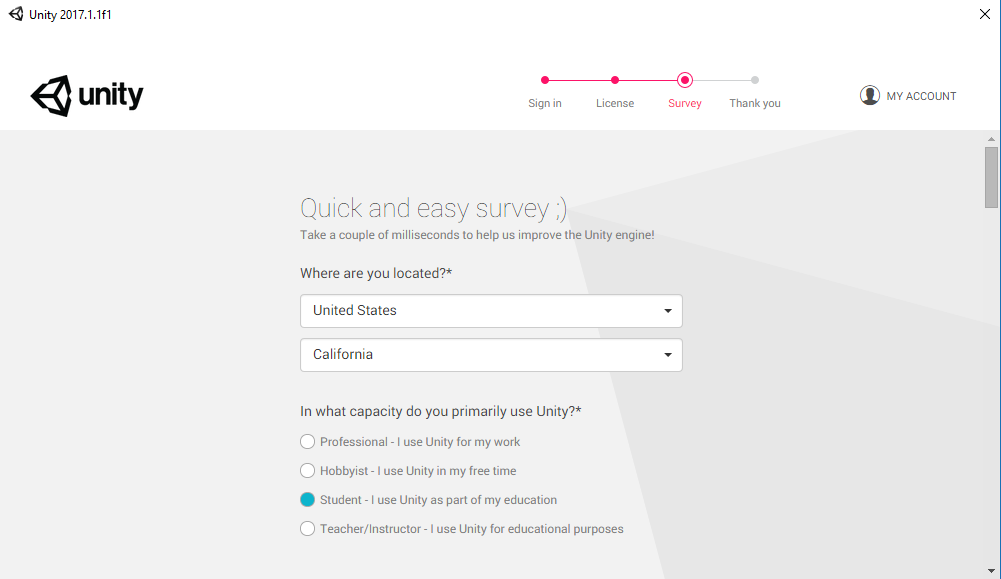 Unity 2017.1.1f1
unity
Sign in
License
Survey
Thank you
MY ACCOUNT
Quick and easy survey ;)
Take a couple of milliseconds to help us improve the Unity engine!
Where are you located?*
United States
California
In what capacity do you primarily use Unity?*
Professional - I use Unity for my work
Hobbyist - I use Unity in my free time
Student - I use Unity as part of my education
Teacher/Instructor - I use Unity for educational purposes